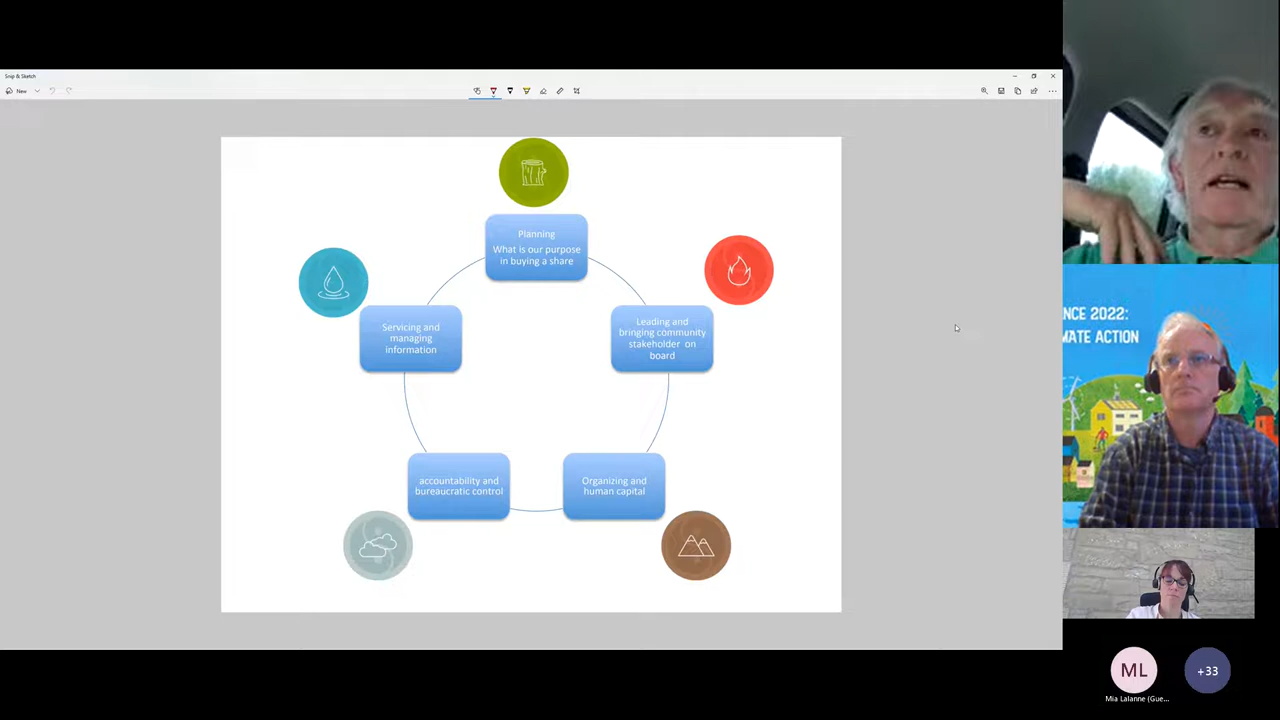 Snip & Sketch
New
Planning
What is our purpose
in buying a share
Leading and
bringing community
stakeholder on
board
Servicing and
managing
information
accountability and
bureaucratic control
Organizing and
human capital
NCE 2022:
MATE ACTION
ML
+33
Mia Lalanne (Gue...